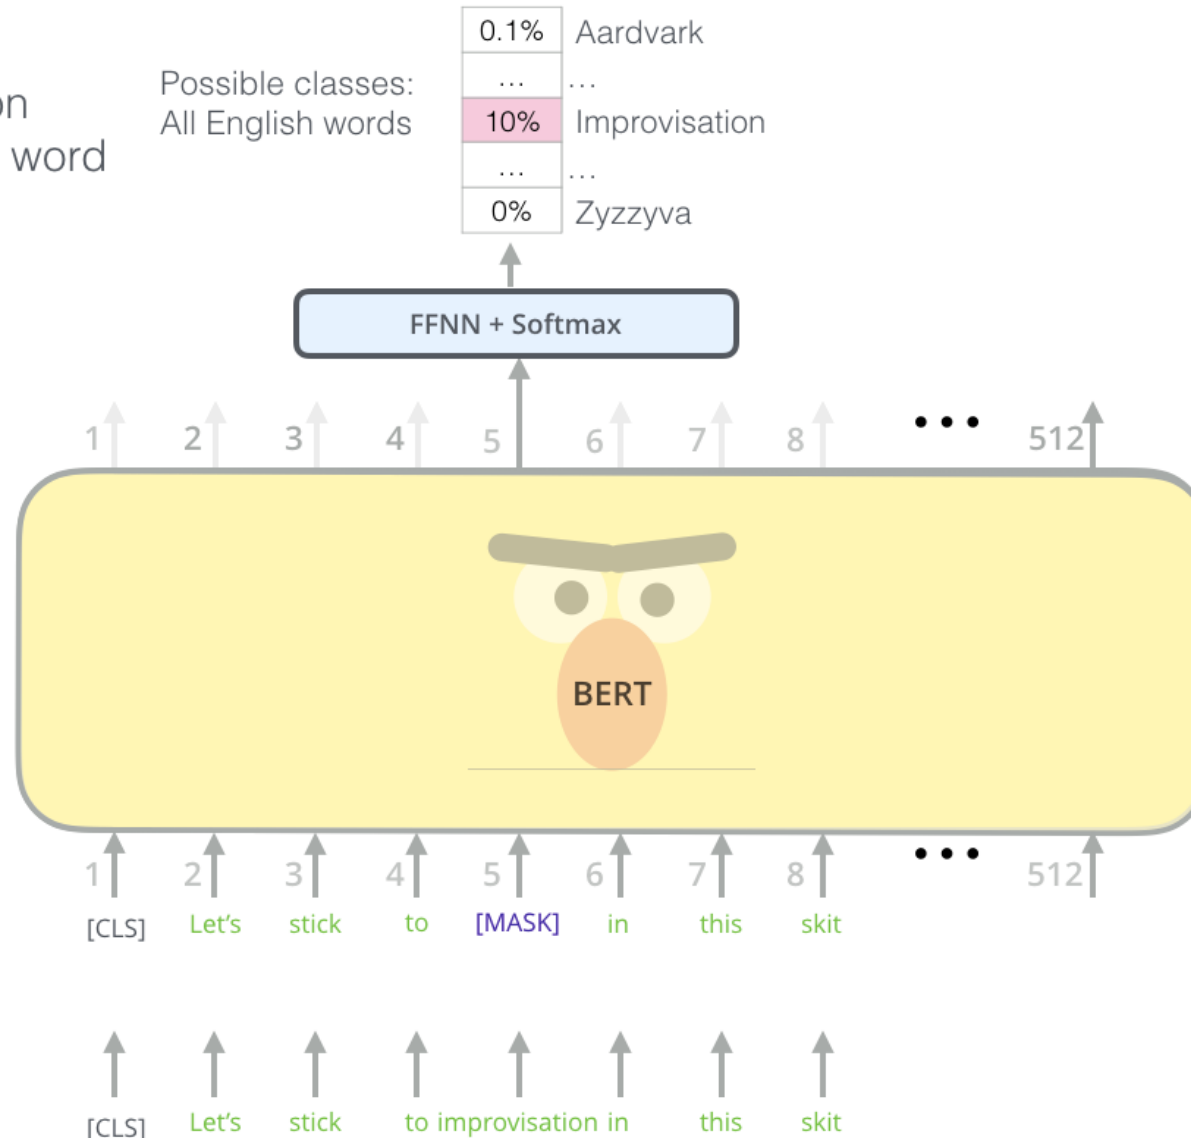 0.1% Aardvark
... ...
Possible classes:
All English words
10% Improvisation
... ...
0% Zyzzyva
word
FFNN + Softmax
1 2 3 4 5 6 7 8 ... 512
BERT
1 2 3 4 5 6 7 8 ... 512
[CLS] Let's stick to [MASK] in this skit
[CLS] Let's stick to improvisation in this skit